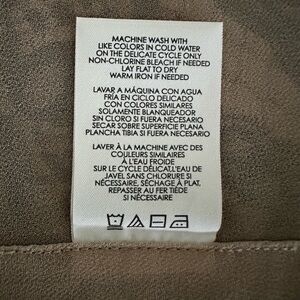 MACHINE WASH WITH
LIKE COLORS IN COLD WATER
ON THE DELICATE CYCLE ONLY
NON-CHLORINE BLEACH IF NEEDED
LAY FLAT TO DRY
WARM IRON IF NEEDED
LAVAR A MÁQUINA CON AGUA
FRÍA EN CICLO DELICADO
CON COLORES SIMILARES
SOLAMENTE BLANQUEADOR
SIN CLORO SI FUERA NECESARIO
SECAR SOBRE SUPERFICIE PLANA
PLANCHA TIBIA SI FUERA NECESARIO
LAVER À LA MACHINE AVEC DES
COULEURS SIMILAIRES
À L'EAU FROIDE
SUR LE CYCLE DÉLICAT.L'EAU DE
JAVEL SANS CHLORURE SI
NÉCESSAIRE, SÉCHAGE À PLAT,
REPASSER AU FER TIÈDE
SI NÉCESSAIRE